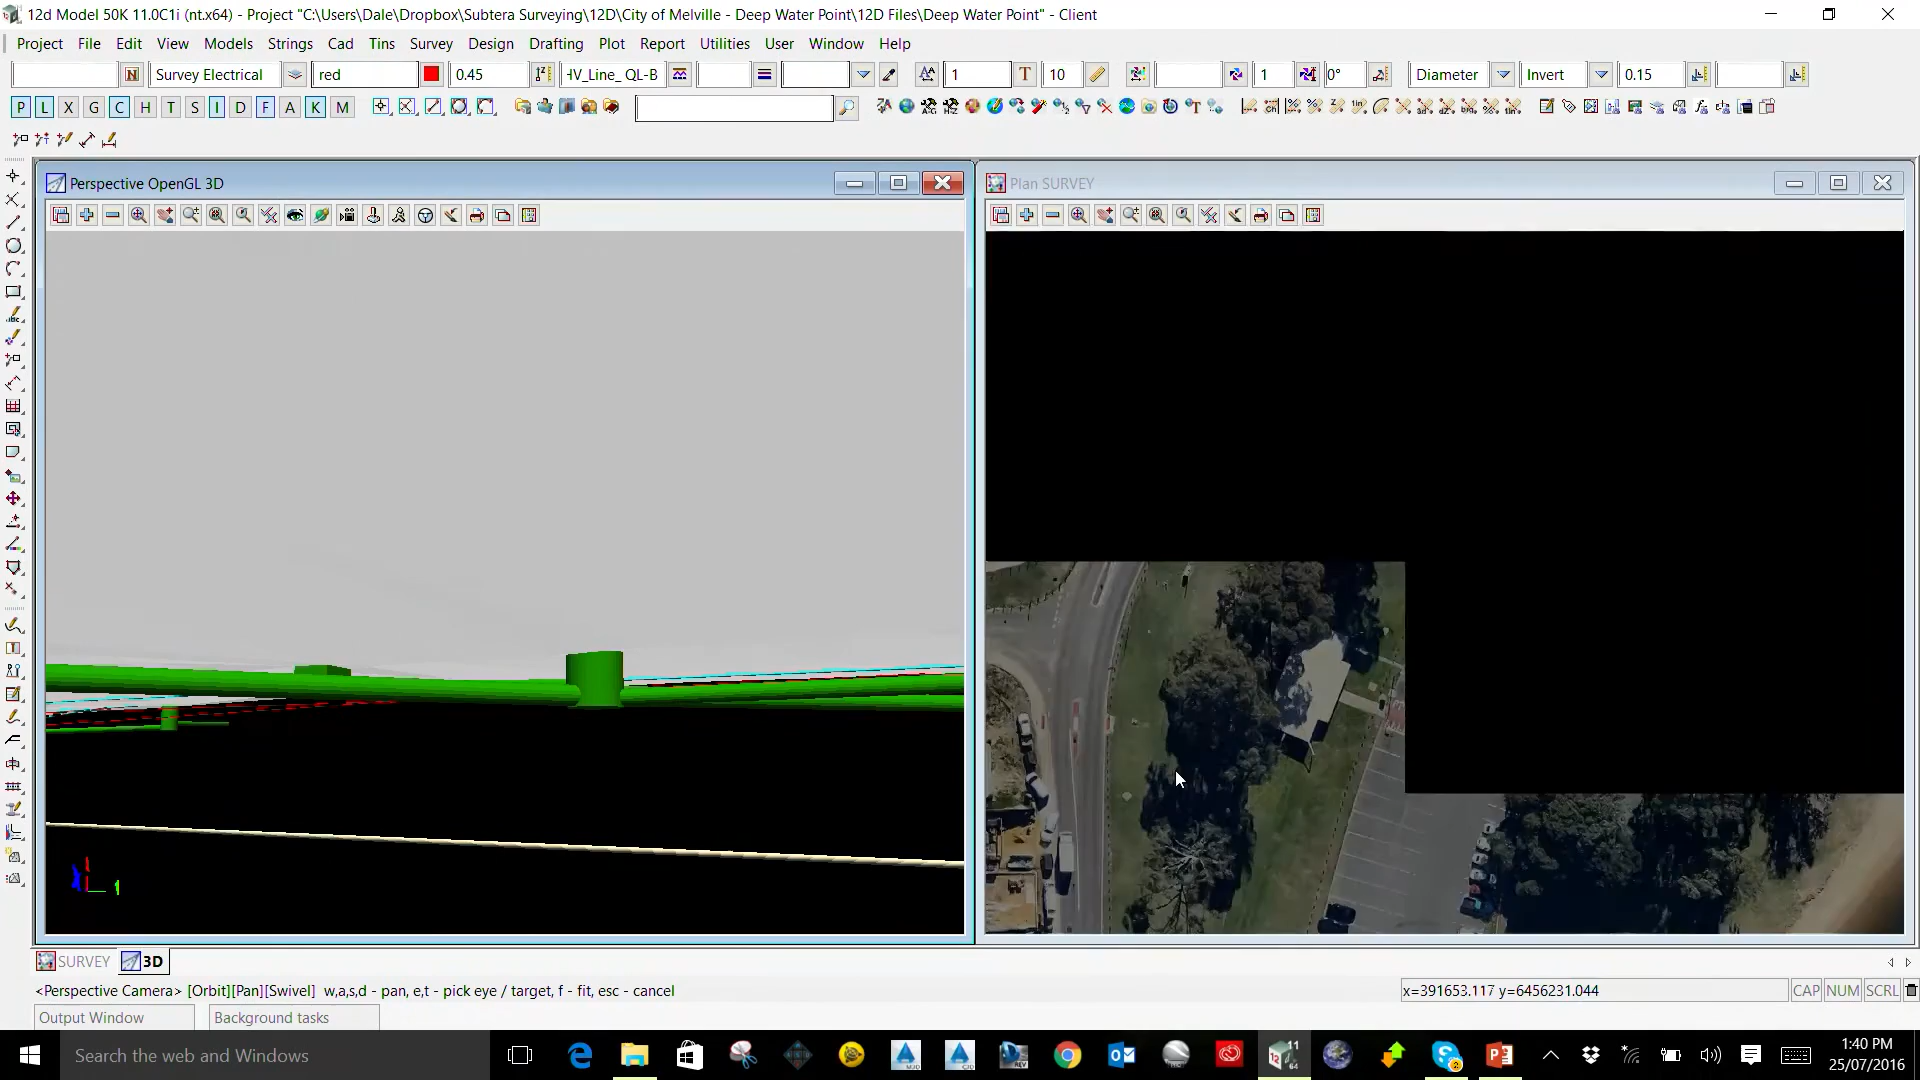 12d Model 50K 11.0C1i (nt.x64) - Project "C:\Users\Dale\Dropbox\Subtera Surveying\12D\City of Melville - Deep Water Point\12D Files\Deep Water Point" - Client
Project File Edit View Models Strings Cad Tins Survey Design Drafting Plot Report Utilities User Window Help
N Survey Electrical red 0.45 HV_Line_ QL-B 1 T 10 1 0° Diameter Invert 0.15
P L X G C H T S I D F A K M
Perspective OpenGL 3D
Plan SURVEY
SURVEY 3D
<Perspective Camera> [Orbit][Pan][Swivel] w,a,s,d - pan, e,t - pick eye / target, f - fit, esc - cancel
x=391653.117 y=6456231.044
CAP NUM SCRL
Output Window
Background tasks
Search the web and Windows
1:40 PM
25/07/2016